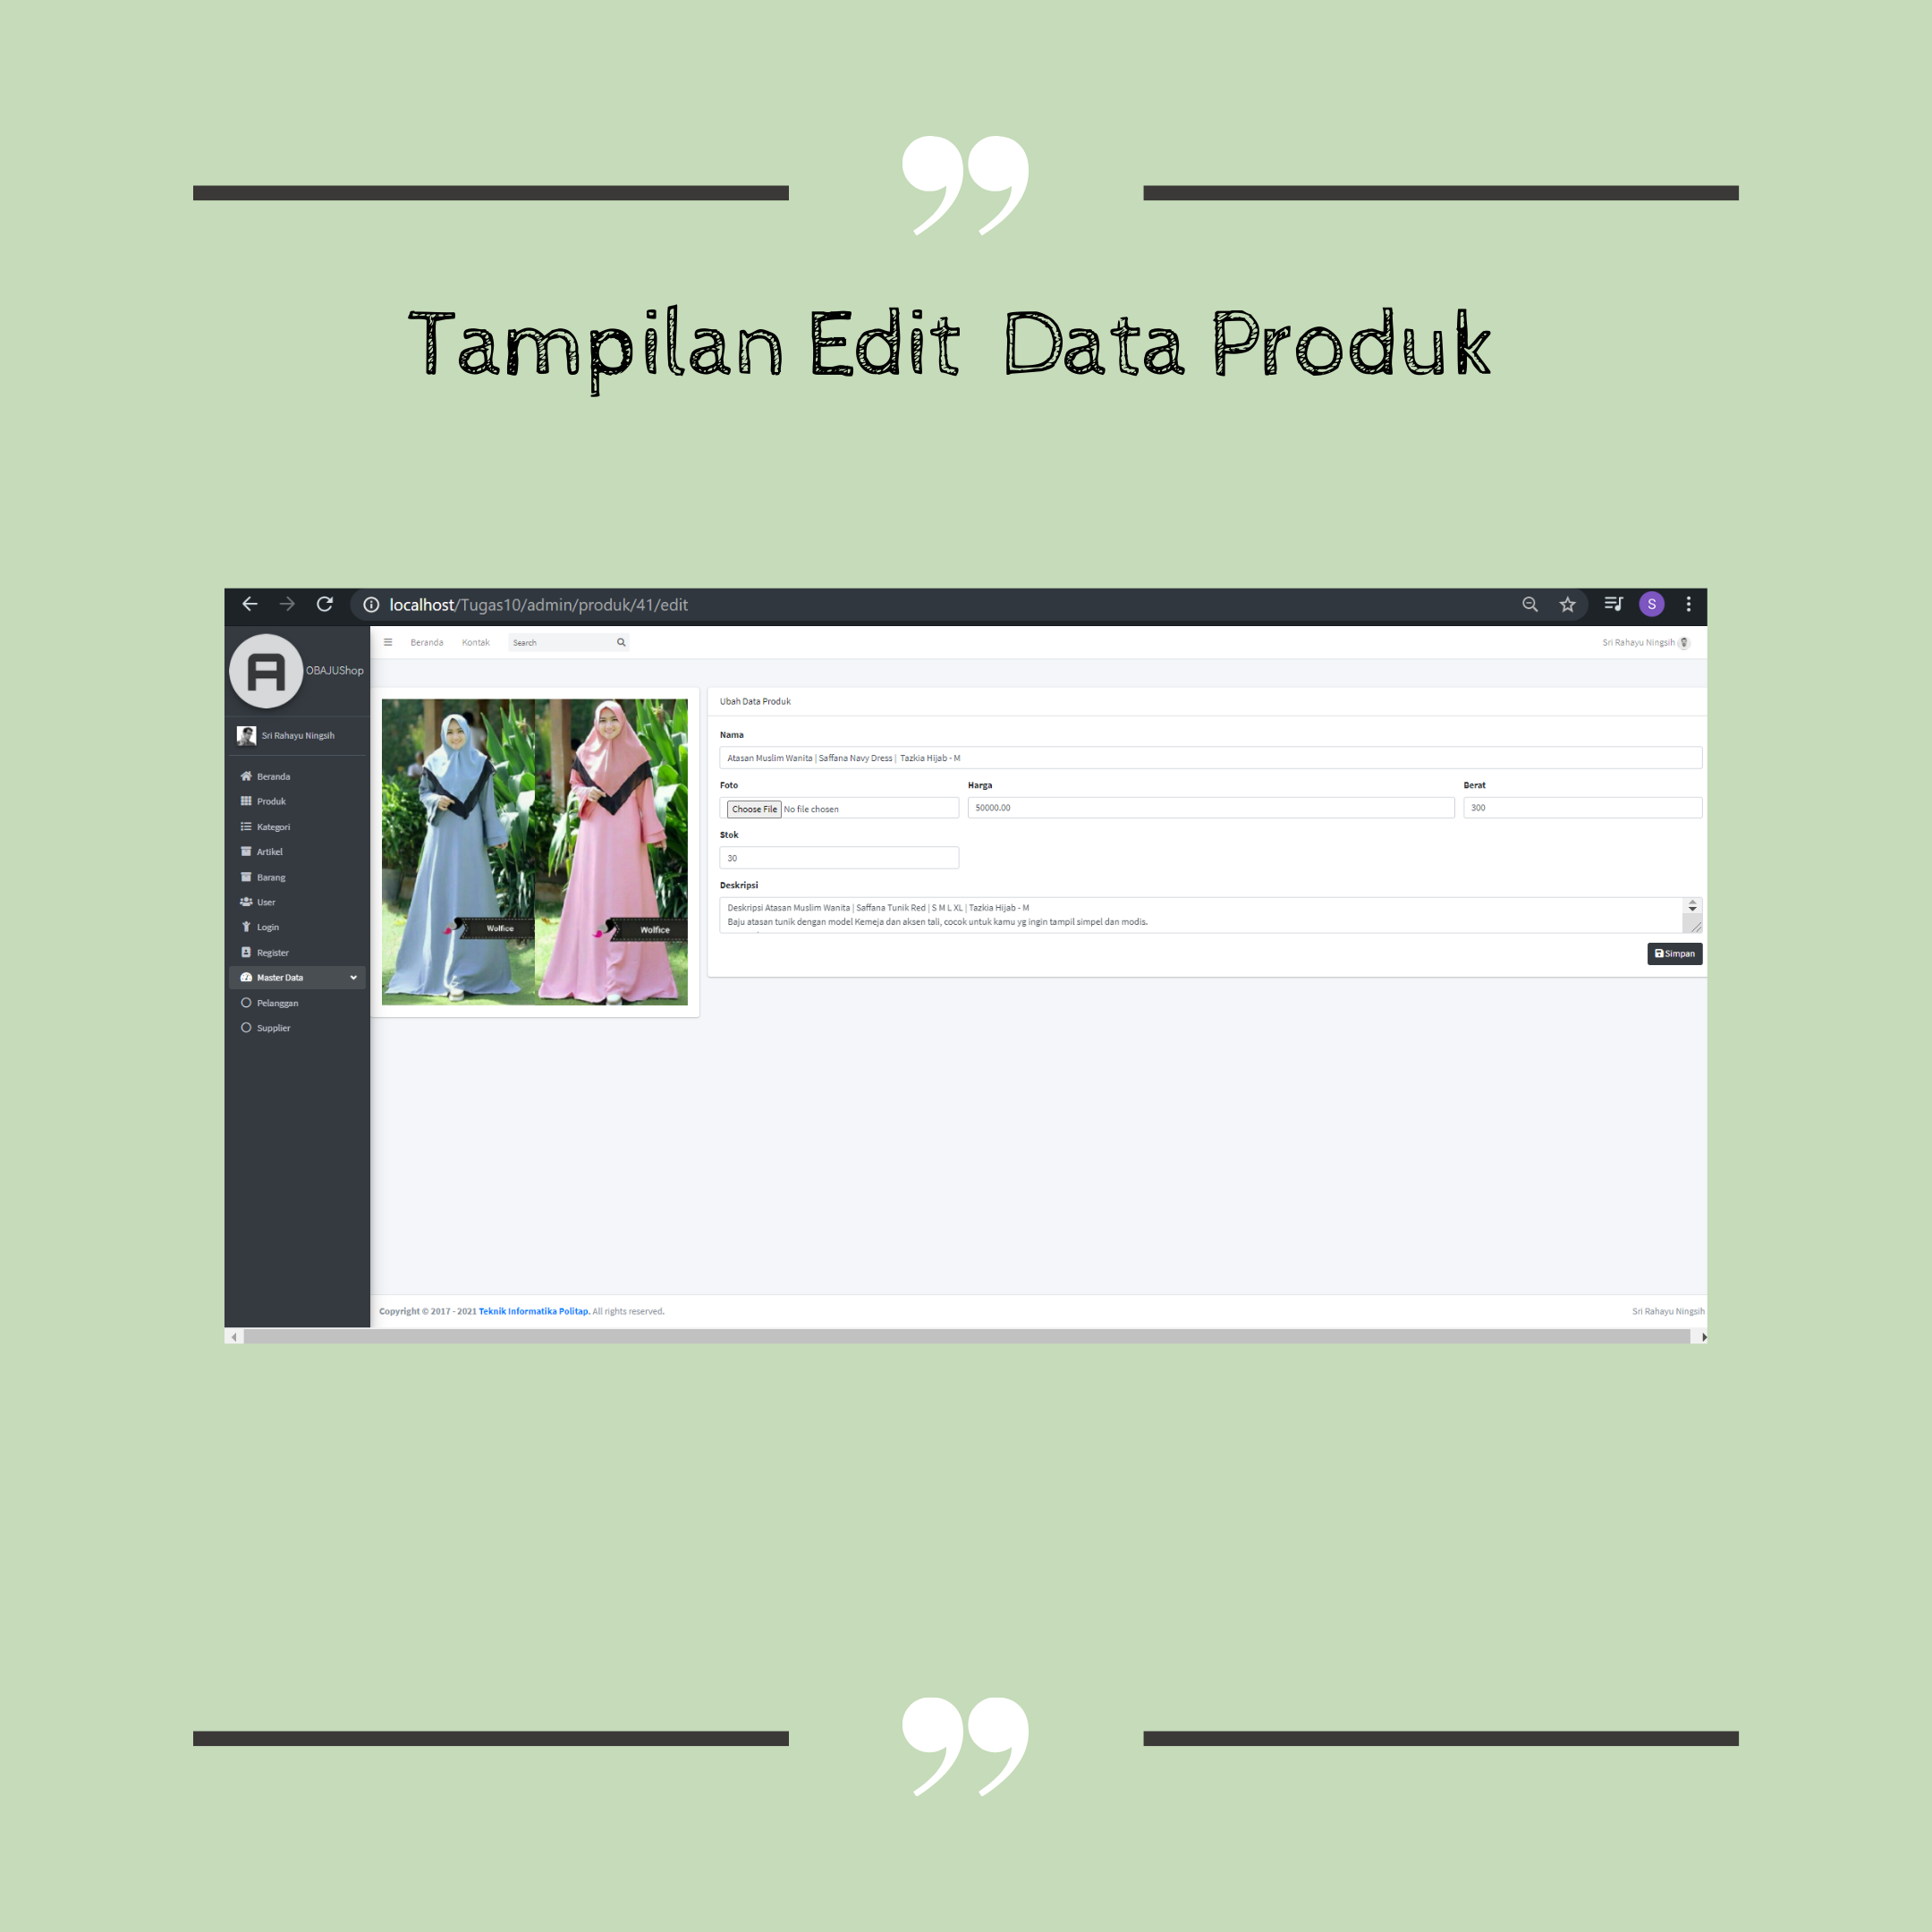 Tampilan Edit Data Produk
localhost/Tugas10/admin/produk/41/edit
S
A
OBAJUShop
Beranda Kontak Search
Sri Rahayu Ningsih
Sri Rahayu Ningsih
Beranda
Produk
Kategori
Artikel
Barang
User
Login
Register
Master Data
Pelanggan
Supplier
Wolfice
Wolfice
Ubah Data Produk
Nama
Atasan Muslim Wanita | Saffana Navy Dress | Tazkia Hijab - M
Foto Harga Berat
Choose File No file chosen 50000.00 300
Stok
30
Deskripsi
Deskripsi Atasan Muslim Wanita | Saffana Tunik Red | S M L XL | Tazkia Hijab - M
Baju atasan tunik dengan model Kemeja dan aksen tali, cocok untuk kamu yg ingin tampil simpel dan modis.
Simpan
Copyright © 2017 - 2021 Teknik Informatika Politap. All rights reserved.
Sri Rahayu Ningsih